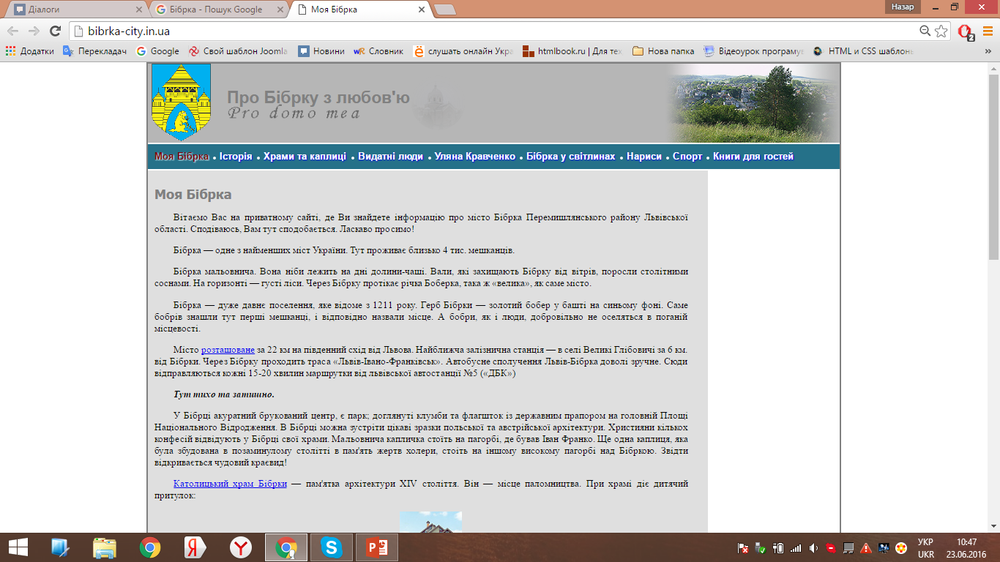 Діалоги
Бібрка - Пошук Google
Моя Бібрка
Назар
bibrka-city.in.ua
2
Додатки
Перекладач
Google
Свой шаблон Joomla
Новини
wR Словник
слушать онлайн Укра
htmlbook.ru | Для тех
Нова папка
Відеоурок програмув
HTML и CSS шаблонь
»
Про Бібрку з любов'ю
Pro domo mea
Моя Бібрка • Історія • Храми та каплиці • Видатні люди • Уляна Кравченко • Бібрка у світлинах • Нариси • Спорт • Книги для гостей
Моя Бібрка
Вітаємо Вас на приватному сайті, де Ви знайдете інформацію про місто Бібрка Перемишлянського району Львівської
області. Сподіваюсь, Вам тут сподобається. Ласкаво просимо!
Бібрка — одне з найменших міст України. Тут проживає близько 4 тис. мешканців.
Бібрка мальовнича. Вона ніби лежить на дні долини-чаші. Вали, які захищають Бібрку від вітрів, поросли столітними
соснами. На горизонті — густі ліси. Через Бібрку протікає річка Боберка, така ж «велика», як саме місто.
Бібрка — дуже давнє поселення, яке відоме з 1211 року. Герб Бібрки — золотий бобер у башті на синьому фоні. Саме
бобрів знашли тут перші мешканці, і відповідно назвали місце. А бобри, як і люди, добровільно не оселяться в поганій
місцевості.
Місто розташоване за 22 км на південний схід від Львова. Найближча залізнична станція — в селі Великі Глібовичі за 6 км.
від Бібрки. Через Бібрку проходить траса «Львів-Івано-Франківськ». Автобусне сполучення Львів-Бібрка доволі зручне. Сюди
відправляються кожні 15-20 хвилин маршрутки від львівської автостанції №5 («ДБК»)
Тут тихо та затишно.
У Бібрці акуратний брукований центр, є парк; доглянуті клумби та флагшток із державним прапором на головній Площі
Національного Відродження. В Бібрці можна зустріти цікаві зразки польської та австрійської архітектури. Християни кількох
конфесій відвідують у Бібрці свої храми. Мальовнича капличка стоїть на пагорбі, де бував Іван Франко. Ще одна каплиця, яка
була збудована в позаминулому столітті в пам'ять жертв холери, стоіть на іншому високому пагорбі над Бібркою. Звідти
відкривається чудовий краєвид!
Католицький храм Бібрки — пам'ятка архітектури XIV століття. Він — місце паломництва. При храмі діє дитячий
притулок:
УКР
UKR
10:47
23.06.2016